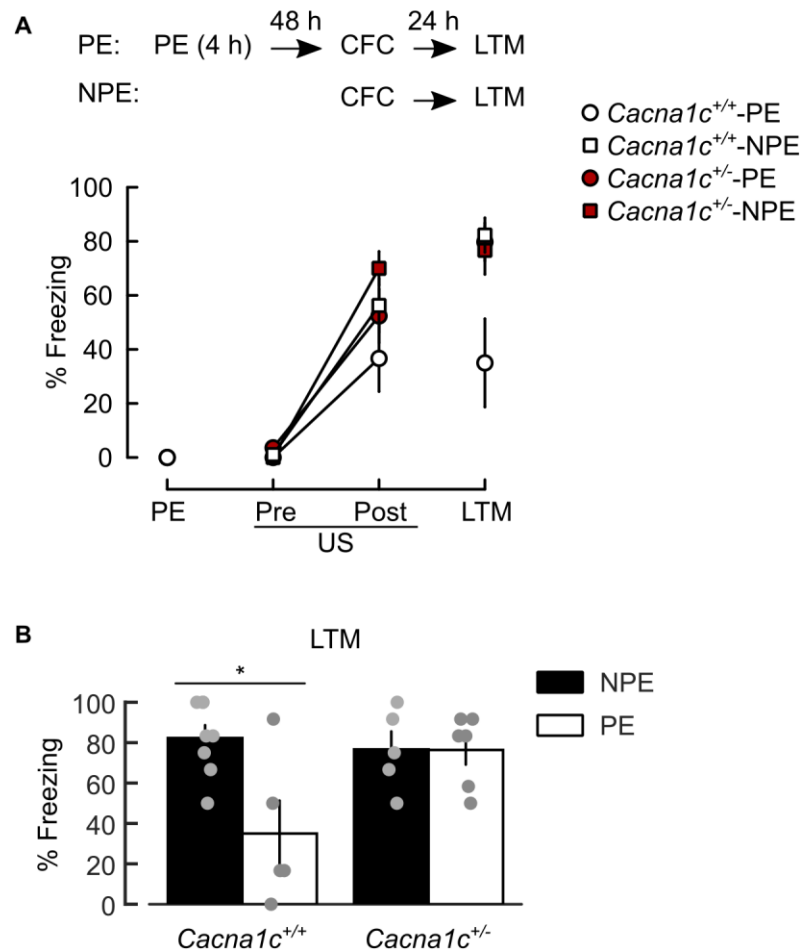 A
48 h 24 h
PE: PE (4 h) CFC LTM
NPE: CFC LTM
Cacna1c+/+-PE
Cacna1c+/+-NPE
Cacna1c+/--PE
Cacna1c+/--NPE
% Freezing
100
80
60
40
20
0
PE Pre Post LTM
US
B
LTM
*
NPE
PE
% Freezing
100
80
60
40
20
0
Cacna1c+/+ Cacna1c+/-